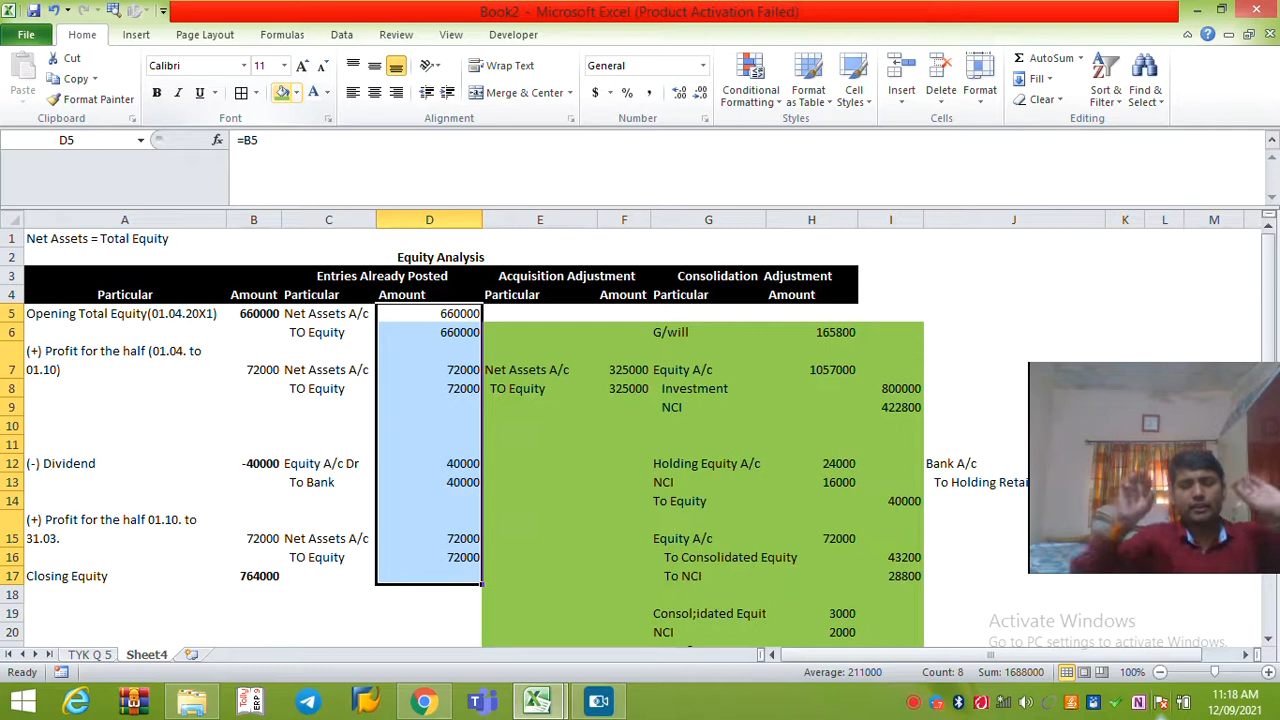 Book2 - Microsoft Excel (Product Activation Failed)
File Home Insert Page Layout Formulas Data Review View Developer
Cut Calibri 11 Wrap Text General AutoSum
Paste Copy Fill
Format Painter B I U Merge & Center $ % , Conditional Formatting Format as Table Cell Styles Insert Delete Format Clear Sort & Filter Find & Select
Clipboard Font Alignment Number Styles Cells Editing
D5 fx =B5
A B C D E F G H I J K L M
1 Net Assets = Total Equity
2 Equity Analysis
3 Entries Already Posted Acquisition Adjustment Consolidation Adjustment
4 Particular Amount Particular Amount Particular Amount Particular Amount
5 Opening Total Equity(01.04.20X1) 660000 Net Assets A/c 660000
6 TO Equity 660000 G/will 165800
(+) Profit for the half (01.04. to
7 01.10) 72000 Net Assets A/c 72000 Net Assets A/c 325000 Equity A/c 1057000
8 TO Equity 72000 TO Equity 325000 Investment 800000
9 NCI 422800
10
11
12 (-) Dividend -40000 Equity A/c Dr 40000 Holding Equity A/c 24000 Bank A/c
13 To Bank 40000 NCI 16000 To Holding Retai
14 To Equity 40000
(+) Profit for the half 01.10. to
15 31.03. 72000 Net Assets A/c 72000 Equity A/c 72000
16 TO Equity 72000 To Consolidated Equity 43200
17 Closing Equity 764000 To NCI 28800
18
19 Consol;idated Equit 3000
20 NCI 2000
Activate Windows
Go to PC settings to activate Windows.
TYK Q 5 Sheet4
Ready Average: 211000 Count: 8 Sum: 1688000 100%
Tally ERP 9
11:18 AM
12/09/2021